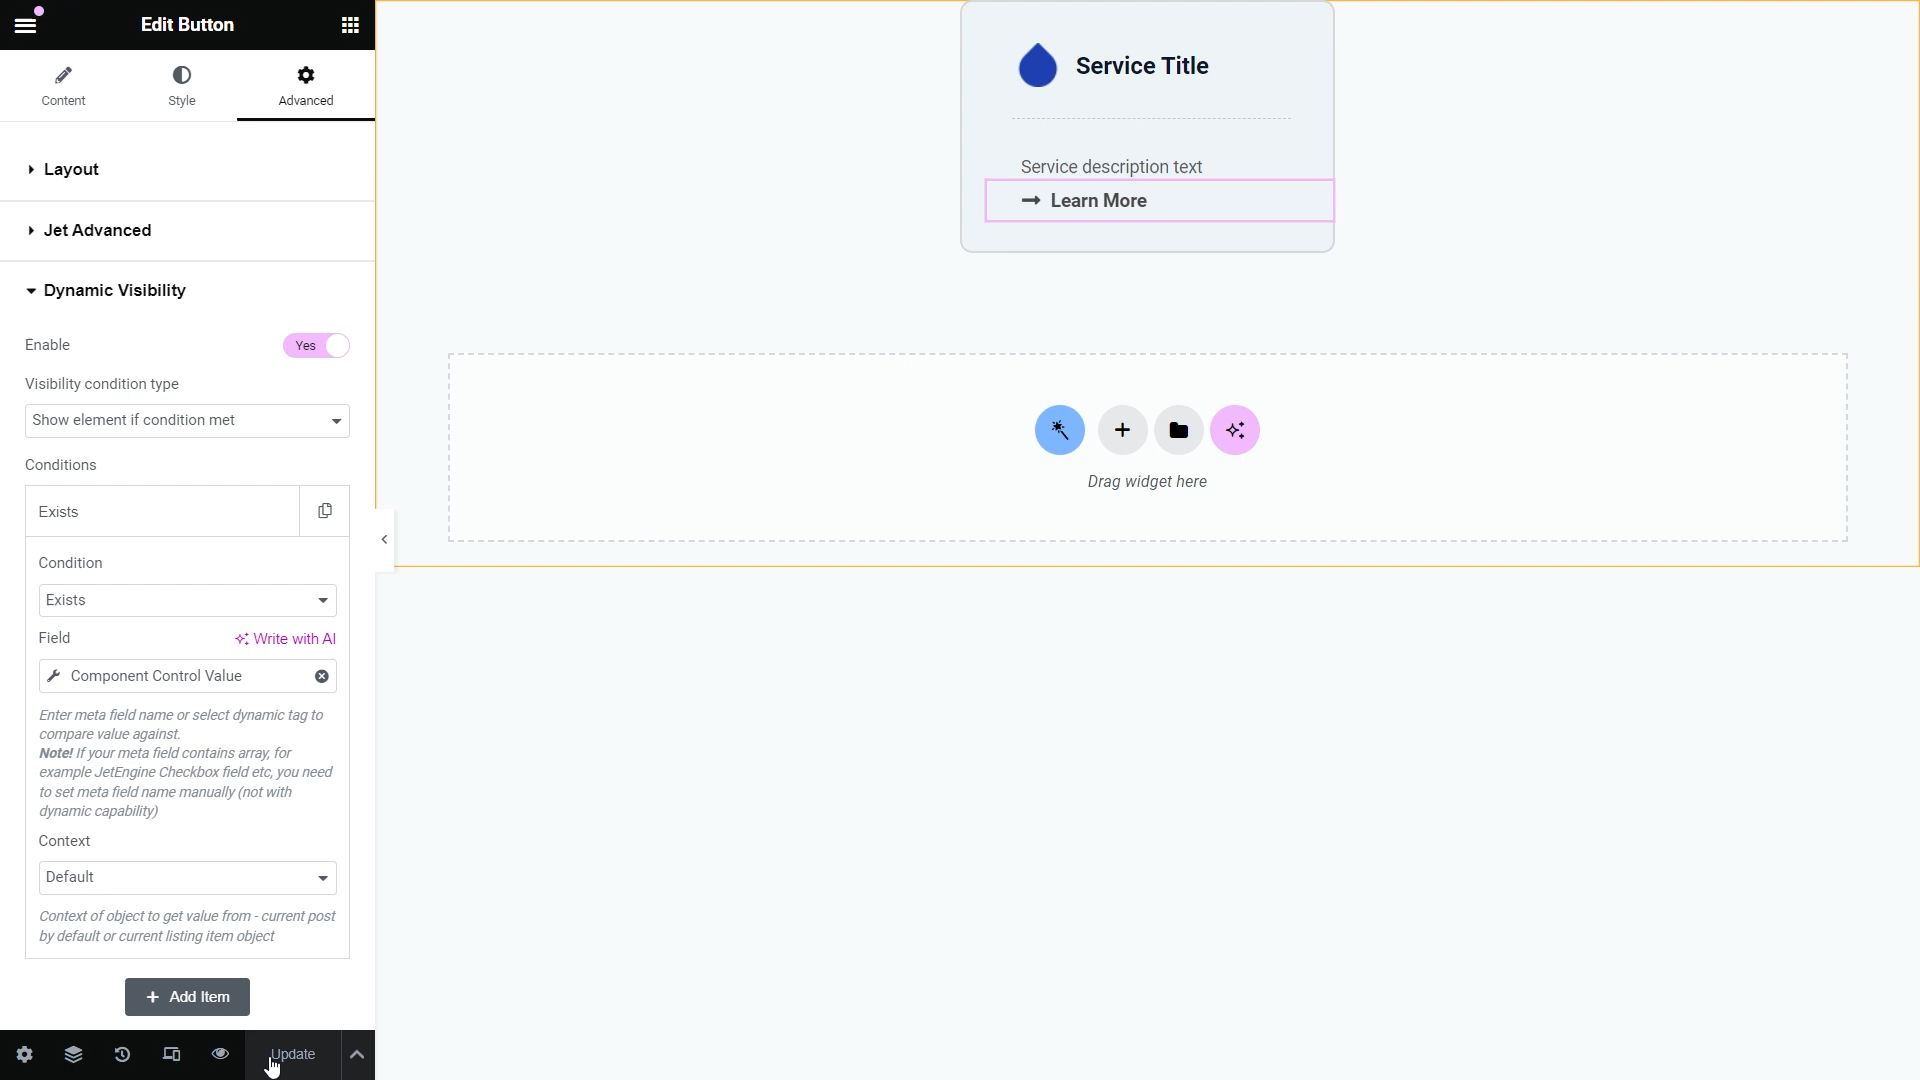 Edit Button
Content
Style
Advanced
Layout
Jet Advanced
Dynamic Visibility
Enable
Yes
Visibility condition type
Show element if condition met
Conditions
Exists
Condition
Exists
Field
Write with AI
Component Control Value
Enter meta field name or select dynamic tag to
compare value against.
Note! If your meta field contains array, for
example JetEngine Checkbox field etc, you need
to set meta field name manually (not with
dynamic capability)
Context
Default
Context of object to get value from - current post
by default or current listing item object
+ Add Item
Update
Service Title
Service description text
→ Learn More
Drag widget here